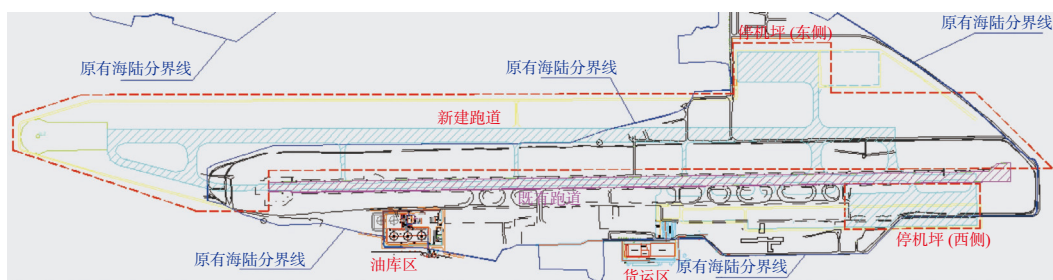 停机坪 (东侧)
原有海陆分界线
原有海陆分界线
原有海陆分界线
新建跑道
既有跑道
停机坪 (西侧)
原有海陆分界线
油库区
货运区
原有海陆分界线